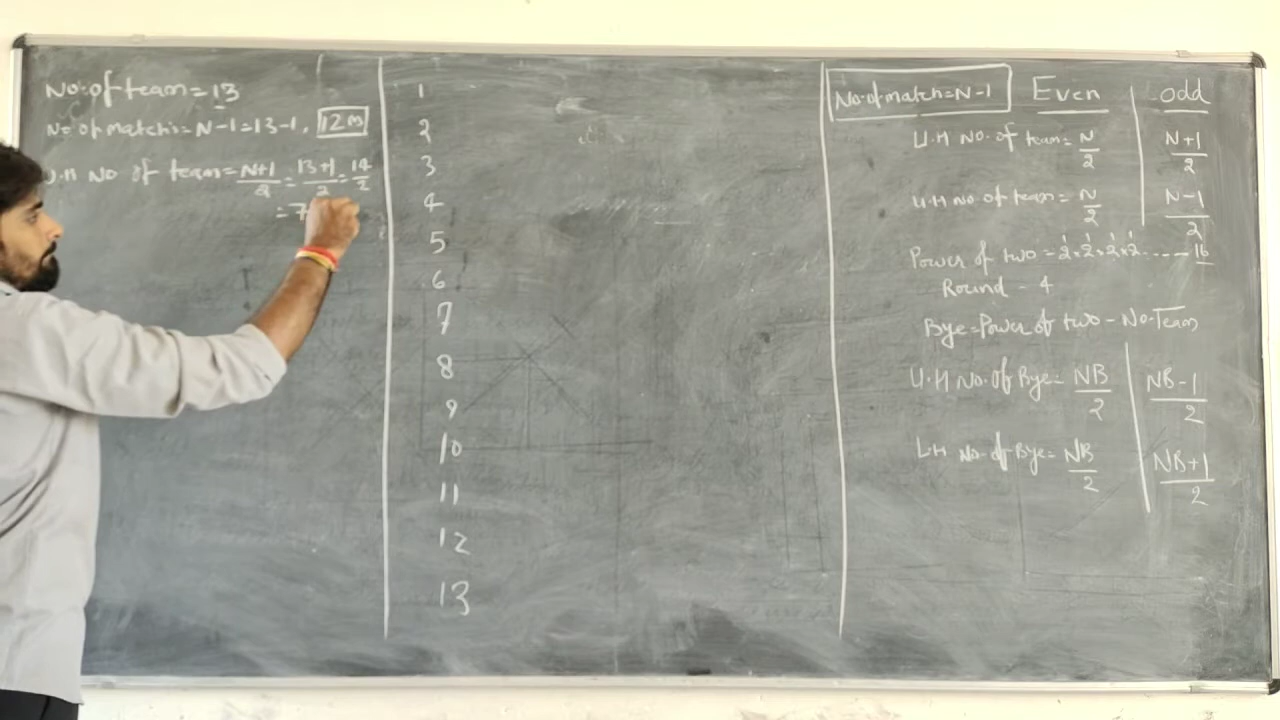 No. of team = 13
No. of match = N-1 = 13-1, 12 m
U.H No of team = N+1/2 = 13+1/2 = 14/2
= 7
1
2
3
4
5
6
7
8
9
10
11
12
13
No. of match = N-1 Even odd
U.H No. of team = N/2 N+1/2
U.H no. of team = N/2 N-1/2
Power of two = 2×2×2×2 ----- 16
Round - 4
Bye = Power of two - No. Team
U.H No. of Bye = NB/2 NB-1/2
L.H No. of Bye = NB/2 NB+1/2